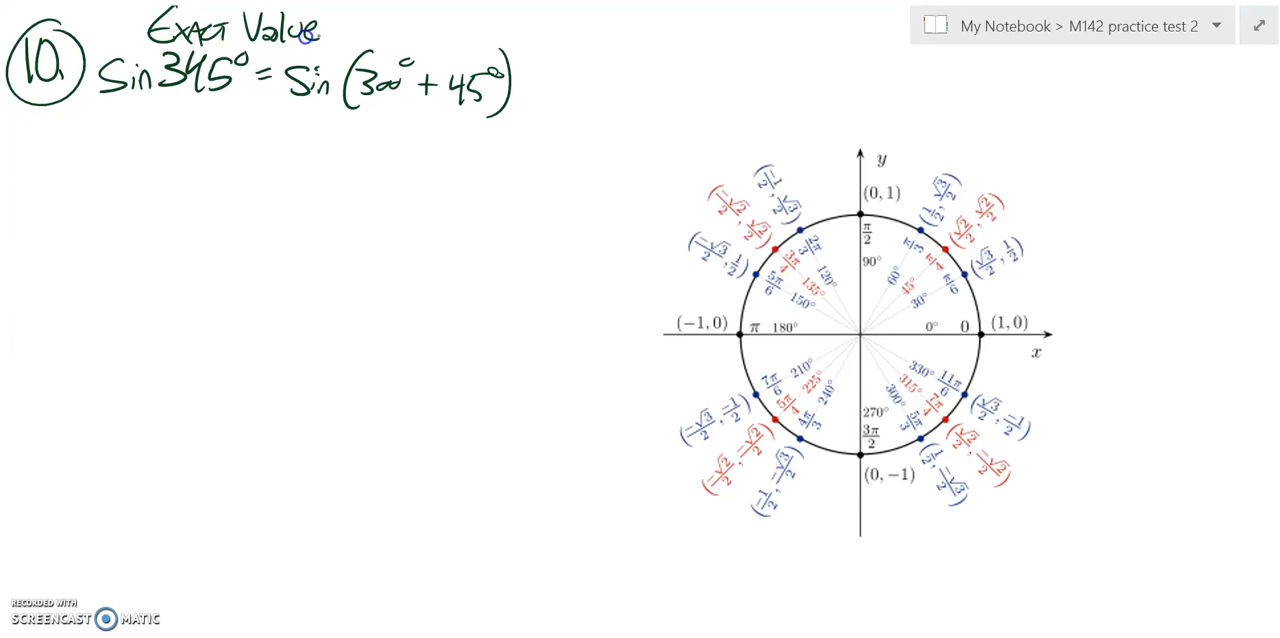 My Notebook > M142 practice test 2
Exact Value
10. Sin 345° = Sin (300° + 45°)
y
(0, 1)
(-1/2, √3/2)
(1/2, √3/2)
(-√2/2, √2/2)
(√2/2, √2/2)
(-√3/2, 1/2)
(√3/2, 1/2)
π/2
90°
2π/3
120°
π/3
60°
3π/4
135°
π/4
45°
5π/6
150°
π/6
30°
(-1, 0)
π 180°
0° 0
(1, 0)
x
7π/6
210°
330°
11π/6
5π/4
225°
315°
7π/4
4π/3
240°
300°
5π/3
270°
3π/2
(-√3/2, -1/2)
(√3/2, -1/2)
(-√2/2, -√2/2)
(√2/2, -√2/2)
(-1/2, -√3/2)
(1/2, -√3/2)
(0, -1)
RECORDED WITH
SCREENCAST MATIC